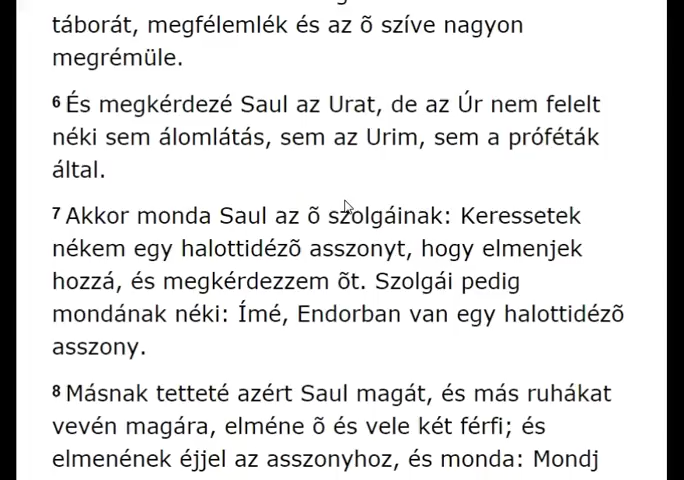 táborát, megfélemlék és az õ szíve nagyon
megrémüle.
6 És megkérdezé Saul az Urat, de az Úr nem felelt
néki sem álomlátás, sem az Urim, sem a próféták
által.
7 Akkor monda Saul az õ szolgáinak: Keressetek
nékem egy halottidézõ asszonyt, hogy elmenjek
hozzá, és megkérdezzem õt. Szolgái pedig
mondának néki: Ímé, Endorban van egy halottidézõ
asszony.
8 Másnak tetteté azért Saul magát, és más ruhákat
vevén magára, elméne õ és vele két férfi; és
elmenének éjjel az asszonyhoz, és monda: Mondj